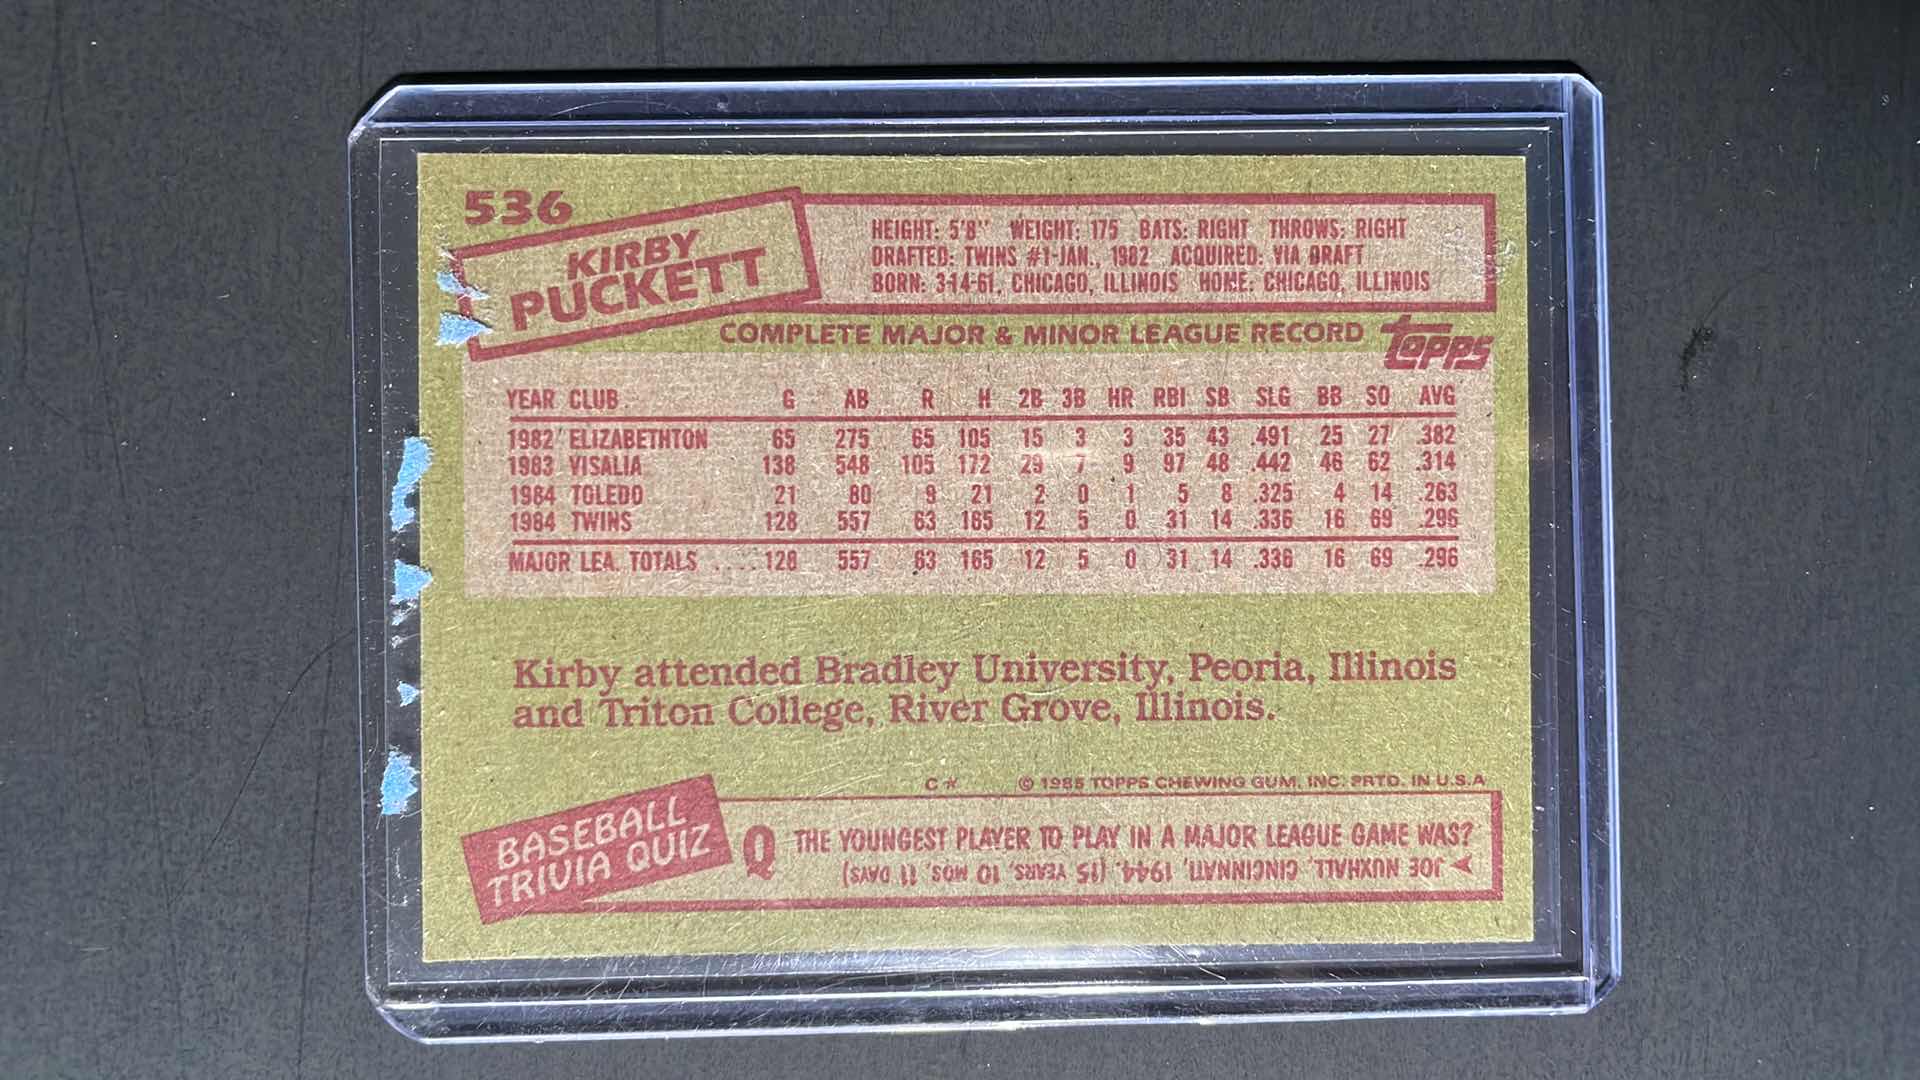 536
KIRBY
PUCKETT
HEIGHT: 5'8" WEIGHT: 175 BATS: RIGHT THROWS: RIGHT
DRAFTED: TWINS #1-JAN., 1982 ACQUIRED: VIA DRAFT
BORN: 3-14-61, CHICAGO, ILLINOIS HOME: CHICAGO, ILLINOIS
COMPLETE MAJOR & MINOR LEAGUE RECORD topps
YEAR CLUB G AB R H 2B 3B HR RBI SB SLG BB SO AVG
1982 ELIZABETHTON 65 275 65 105 15 3 3 35 43 .491 25 27 .382
1983 VISALIA 138 548 105 172 29 7 9 97 48 .442 46 62 .314
1984 TOLEDO 21 80 9 21 2 0 1 5 8 .325 4 14 .263
1984 TWINS 128 557 63 165 12 5 0 31 14 .336 16 69 .296
MAJOR LEA. TOTALS .... 128 557 63 165 12 5 0 31 14 .336 16 69 .296
Kirby attended Bradley University, Peoria, Illinois
and Triton College, River Grove, Illinois.
C* © 1985 TOPPS CHEWING GUM, INC. PRTD. IN U.S.A
BASEBALL
TRIVIA QUIZ
Q THE YOUNGEST PLAYER TO PLAY IN A MAJOR LEAGUE GAME WAS?
JOE NUXHALL, CINCINNATI, 1944. (15 YEARS, 10 MOS, 11 DAYS)